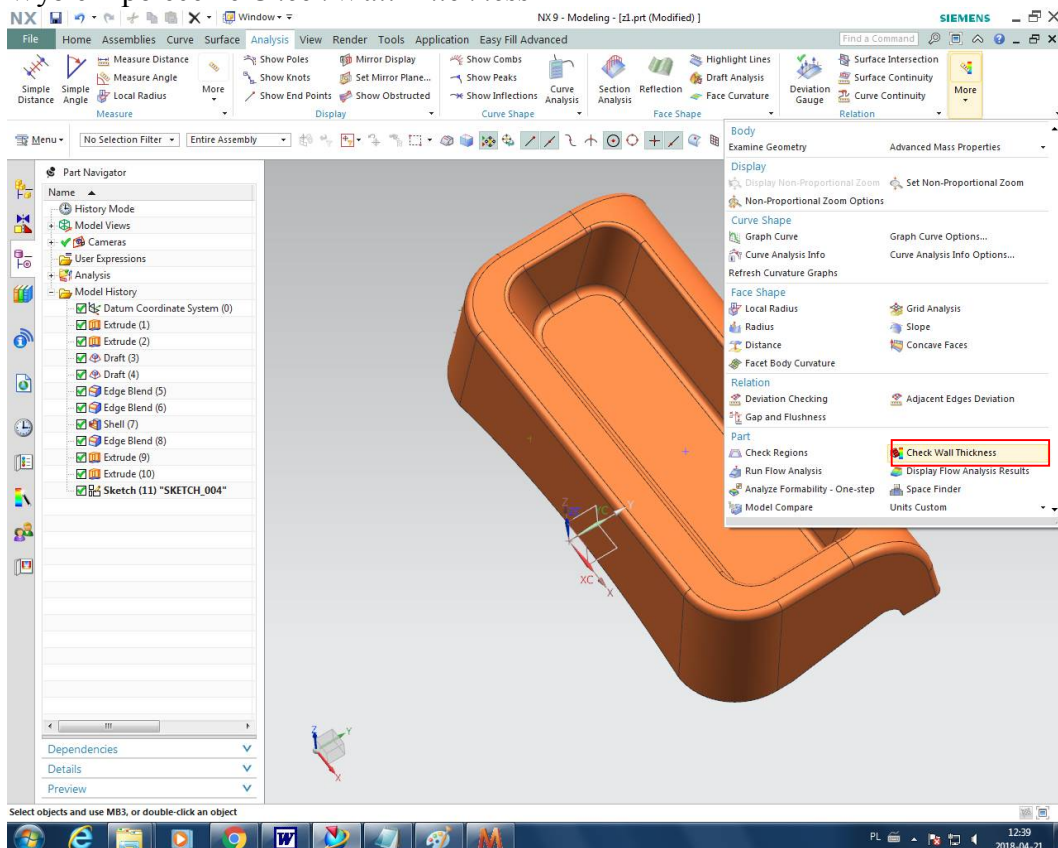 NX Window NX 9 - Modeling - [z1.prt (Modified) ] SIEMENS
File Home Assemblies Curve Surface Analysis View Render Tools Application Easy Fill Advanced Find a Command
Simple Distance
Simple Angle
Measure Distance
Measure Angle
Local Radius
More
Measure
Show Poles
Show Knots
Show End Points
Mirror Display
Set Mirror Plane...
Show Obstructed
Display
Show Combs
Show Peaks
Show Inflections
Curve Analysis
Curve Shape
Section Analysis
Reflection
Highlight Lines
Draft Analysis
Face Curvature
Face Shape
Deviation Gauge
Surface Intersection
Surface Continuity
Curve Continuity
Relation
More
Menu No Selection Filter Entire Assembly
Part Navigator
Name
History Mode
Model Views
Cameras
User Expressions
Analysis
Model History
Datum Coordinate System (0)
Extrude (1)
Extrude (2)
Draft (3)
Draft (4)
Edge Blend (5)
Edge Blend (6)
Shell (7)
Edge Blend (8)
Extrude (9)
Extrude (10)
Sketch (11) "SKETCH_004"
Dependencies
Details
Preview
Body
Examine Geometry Advanced Mass Properties
Display
Display Non-Proportional Zoom Set Non-Proportional Zoom
Non-Proportional Zoom Options
Curve Shape
Graph Curve Graph Curve Options...
Curve Analysis Info Curve Analysis Info Options...
Refresh Curvature Graphs
Face Shape
Local Radius Grid Analysis
Radius Slope
Distance Concave Faces
Facet Body Curvature
Relation
Deviation Checking Adjacent Edges Deviation
Gap and Flushness
Part
Check Regions Check Wall Thickness
Run Flow Analysis Display Flow Analysis Results
Analyze Formability - One-step Space Finder
Model Compare Units Custom
Z YC Y
XC X
Z Y
X
Select objects and use MB3, or double-click an object
PL 12:39
2018-04-21